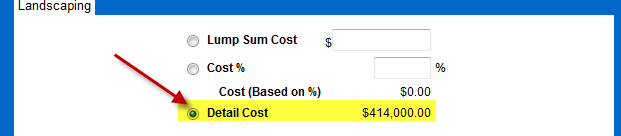 Landscaping
Lump Sum Cost $
Cost % %
Cost (Based on %) $0.00
Detail Cost $414,000.00